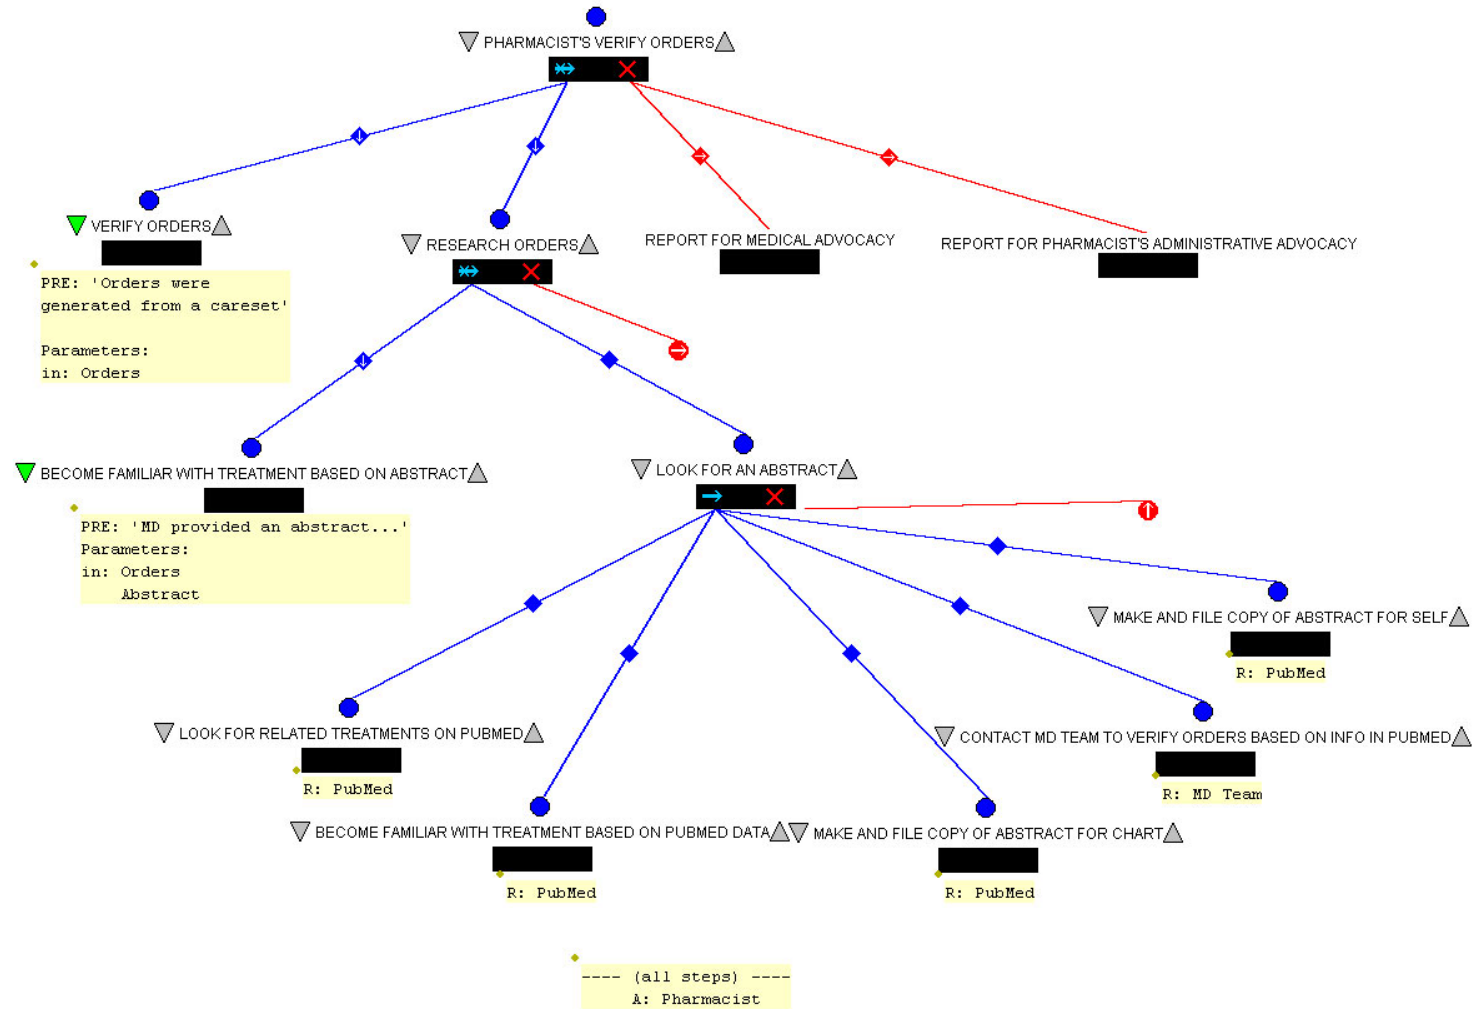 PHARMACIST'S VERIFY ORDERS
VERIFY ORDERS
PRE: 'Orders were
generated from a careset'
Parameters:
in: Orders
RESEARCH ORDERS
REPORT FOR MEDICAL ADVOCACY
REPORT FOR PHARMACIST'S ADMINISTRATIVE ADVOCACY
BECOME FAMILIAR WITH TREATMENT BASED ON ABSTRACT
PRE: 'MD provided an abstract...'
Parameters:
in: Orders
Abstract
LOOK FOR AN ABSTRACT
MAKE AND FILE COPY OF ABSTRACT FOR SELF
R: PubMed
LOOK FOR RELATED TREATMENTS ON PUBMED
R: PubMed
CONTACT MD TEAM TO VERIFY ORDERS BASED ON INFO IN PUBMED
R: MD Team
BECOME FAMILIAR WITH TREATMENT BASED ON PUBMED DATA
R: PubMed
MAKE AND FILE COPY OF ABSTRACT FOR CHART
R: PubMed
---- (all steps) ----
A: Pharmacist